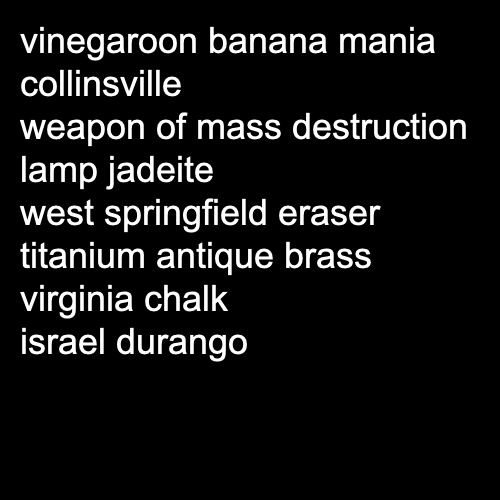 vinegaroon banana mania
collinsville
weapon of mass destruction
lamp jadeite
west springfield eraser
titanium antique brass
virginia chalk
israel durango